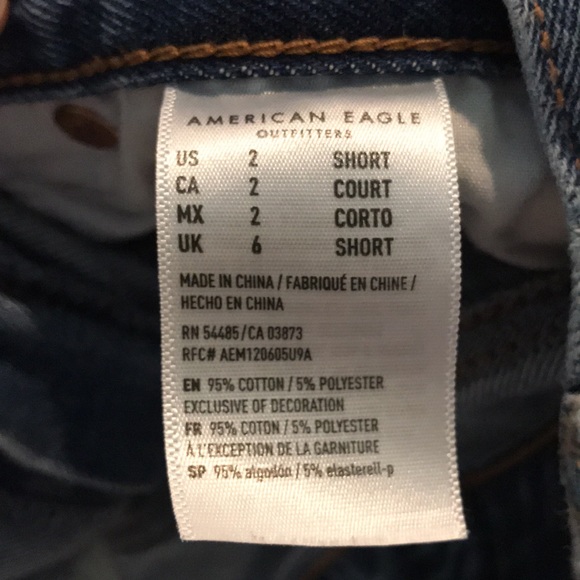 AMERICAN EAGLE
OUTFITTERS
US 2 SHORT
CA 2 COURT
MX 2 CORTO
UK 6 SHORT
MADE IN CHINA / FABRIQUÉ EN CHINE /
HECHO EN CHINA
RN 54485/CA 03873
RFC# AEM120605U9A
EN 95% COTTON / 5% POLYESTER
EXCLUSIVE OF DECORATION
FR 95% COTON / 5% POLYESTER
À L'EXCEPTION DE LA GARNITURE
SP 95% algodón / 5% elasterell-p